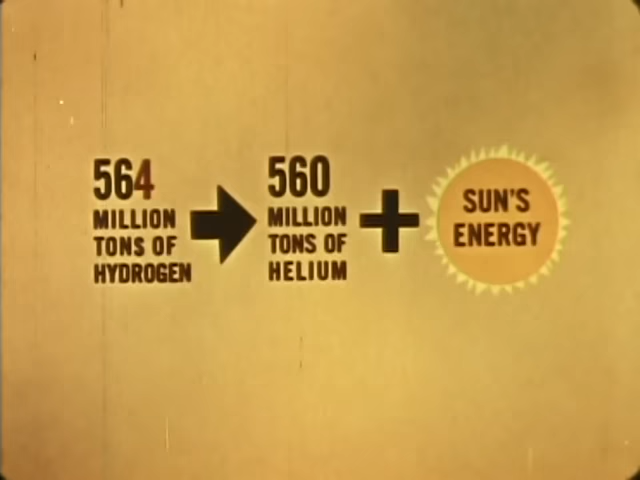 564
MILLION
TONS OF
HYDROGEN
560
MILLION
TONS OF
HELIUM
SUN'S
ENERGY